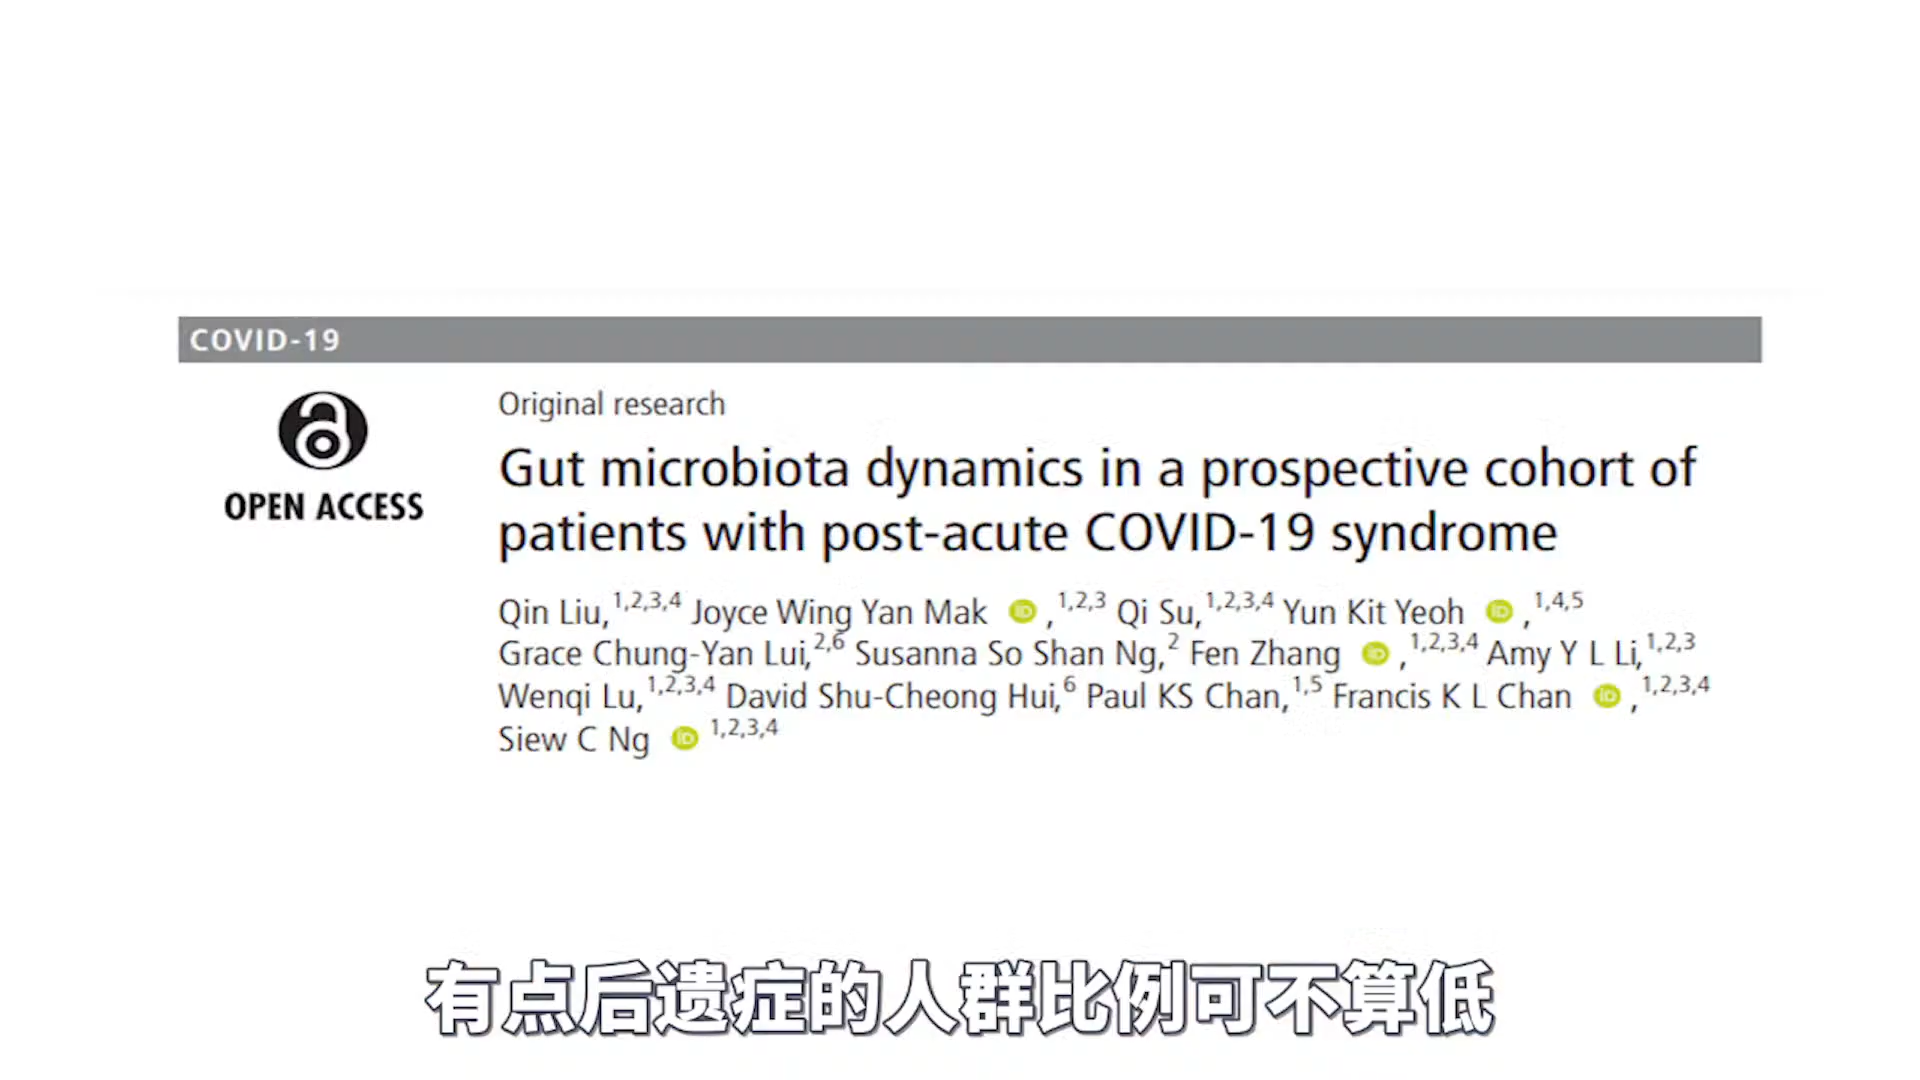 COVID-19
OPEN ACCESS
Original research
Gut microbiota dynamics in a prospective cohort of
patients with post-acute COVID-19 syndrome
Qin Liu,1,2,3,4 Joyce Wing Yan Mak iD ,1,2,3 Qi Su,1,2,3,4 Yun Kit Yeoh iD ,1,4,5
Grace Chung-Yan Lui,2,6 Susanna So Shan Ng,2 Fen Zhang iD ,1,2,3,4 Amy Y L Li,1,2,3
Wenqi Lu,1,2,3,4 David Shu-Cheong Hui,6 Paul KS Chan,1,5 Francis K L Chan iD ,1,2,3,4
Siew C Ng iD 1,2,3,4
有点后遗症的人群比例可不算低